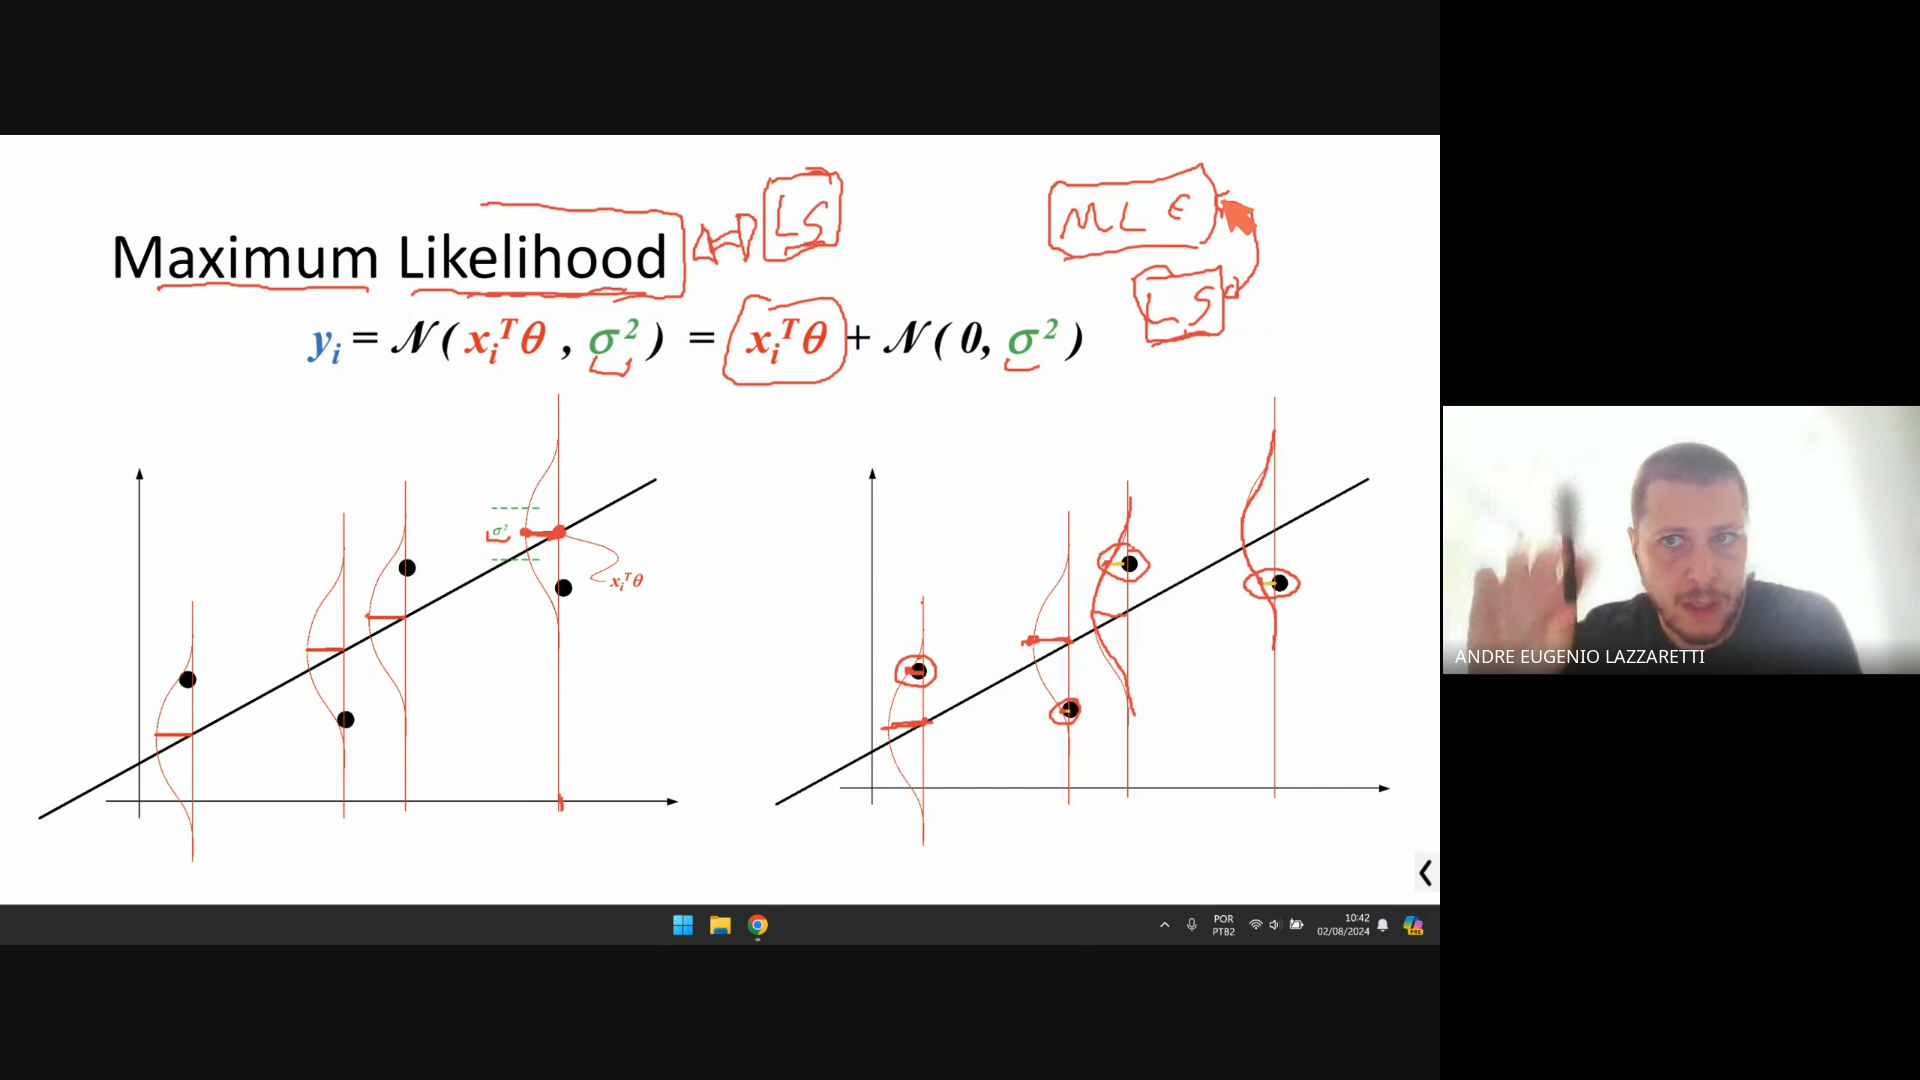 LS
MLE
Maximum Likelihood
LS
yᵢ = 𝒩 ( xᵢᵀθ , σ² ) = xᵢᵀθ + 𝒩 ( 0, σ² )
σ²
xᵢᵀθ
ANDRE EUGENIO LAZZARETTI
POR
PTB2
10:42
02/08/2024
PRE